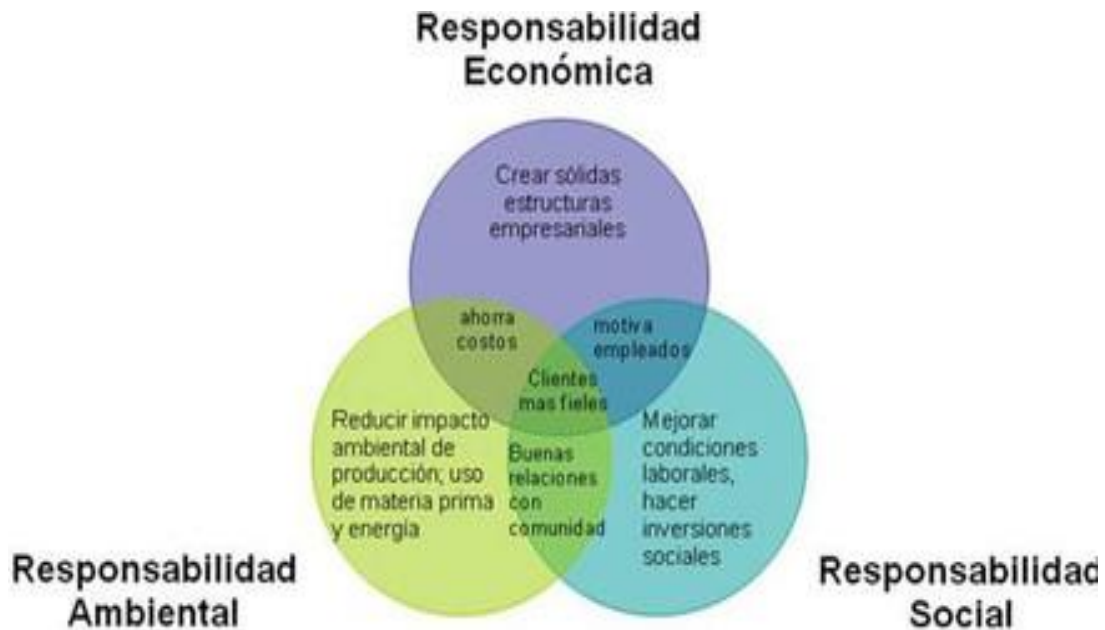 Responsabilidad
Económica
Crear sólidas
estructuras
empresariales
ahorra
costos
motiva
empleados
Clientes
mas fieles
Reducir impacto
ambiental de
producción; uso
de materia prima
y energía
Buenas
relaciones
con
comunidad
Mejorar
condiciones
laborales,
hacer
inversiones
sociales
Responsabilidad
Ambiental
Responsabilidad
Social